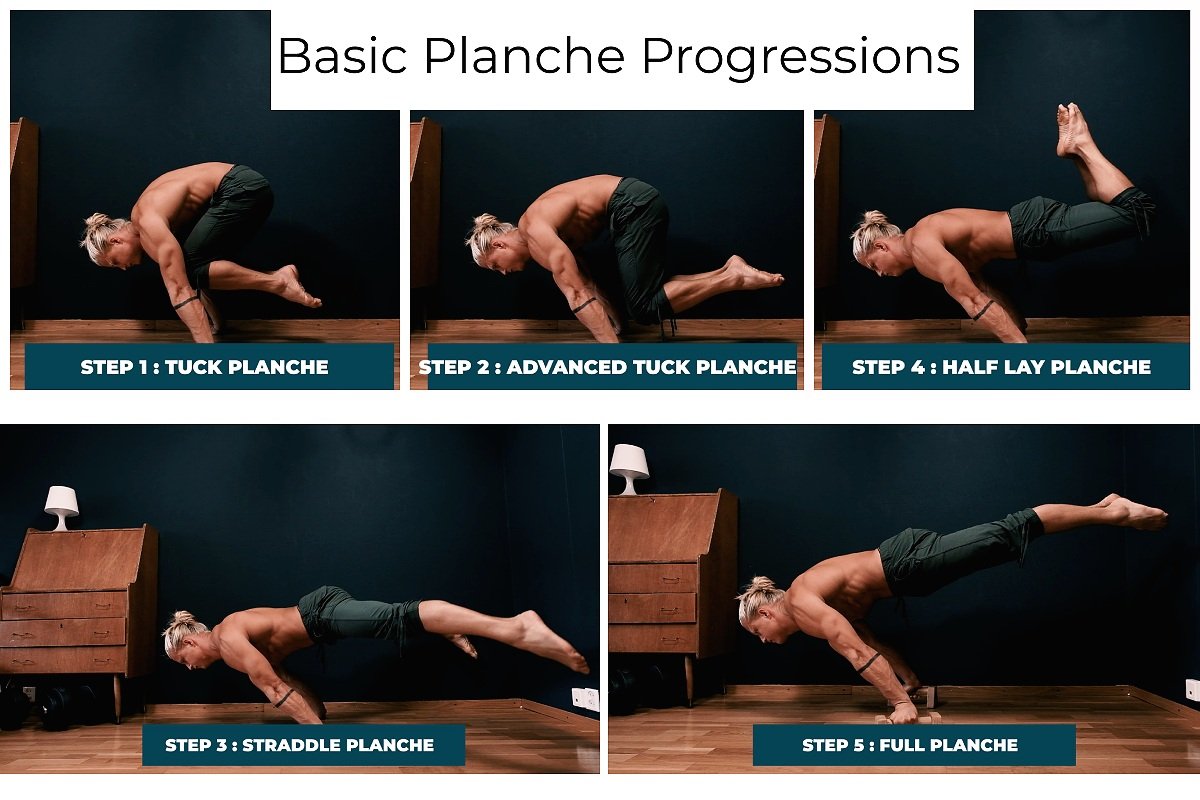 Basic Planche Progressions
STEP 1 : TUCK PLANCHE
STEP 2 : ADVANCED TUCK PLANCHE
STEP 4 : HALF LAY PLANCHE
STEP 3 : STRADDLE PLANCHE
STEP 5 : FULL PLANCHE